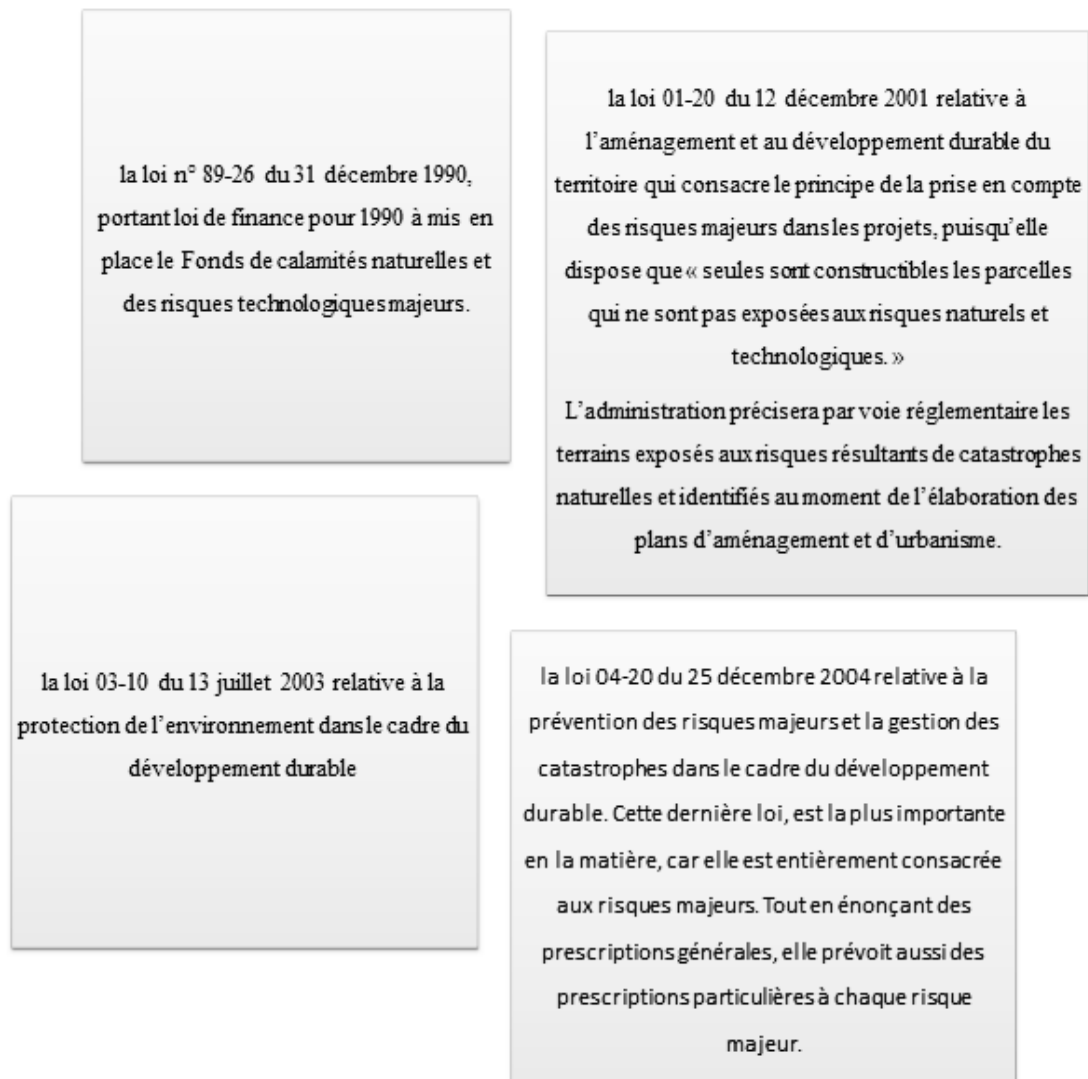 la loi n° 89-26 du 31 décembre 1990,
portant loi de finance pour 1990 à mis en
place le Fonds de calamités naturelles et
des risques technologiques majeurs.
la loi 01-20 du 12 décembre 2001 relative à
l’aménagement et au développement durable du
territoire qui consacre le principe de la prise en compte
des risques majeurs dans les projets, puisqu’elle
dispose que « seules sont constructibles les parcelles
qui ne sont pas exposées aux risques naturels et
technologiques. »
L’administration précisera par voie réglementaire les
terrains exposés aux risques résultants de catastrophes
naturelles et identifiés au moment de l’élaboration des
plans d’aménagement et d’urbanisme.
la loi 03-10 du 13 juillet 2003 relative à la
protection de l’environnement dans le cadre du
développement durable
la loi 04-20 du 25 décembre 2004 relative à la
prévention des risques majeurs et la gestion des
catastrophes dans le cadre du développement
durable. Cette dernière loi, est la plus importante
en la matière, car elle est entièrement consacrée
aux risques majeurs. Tout en énonçant des
prescriptions générales, elle prévoit aussi des
prescriptions particulières à chaque risque
majeur.